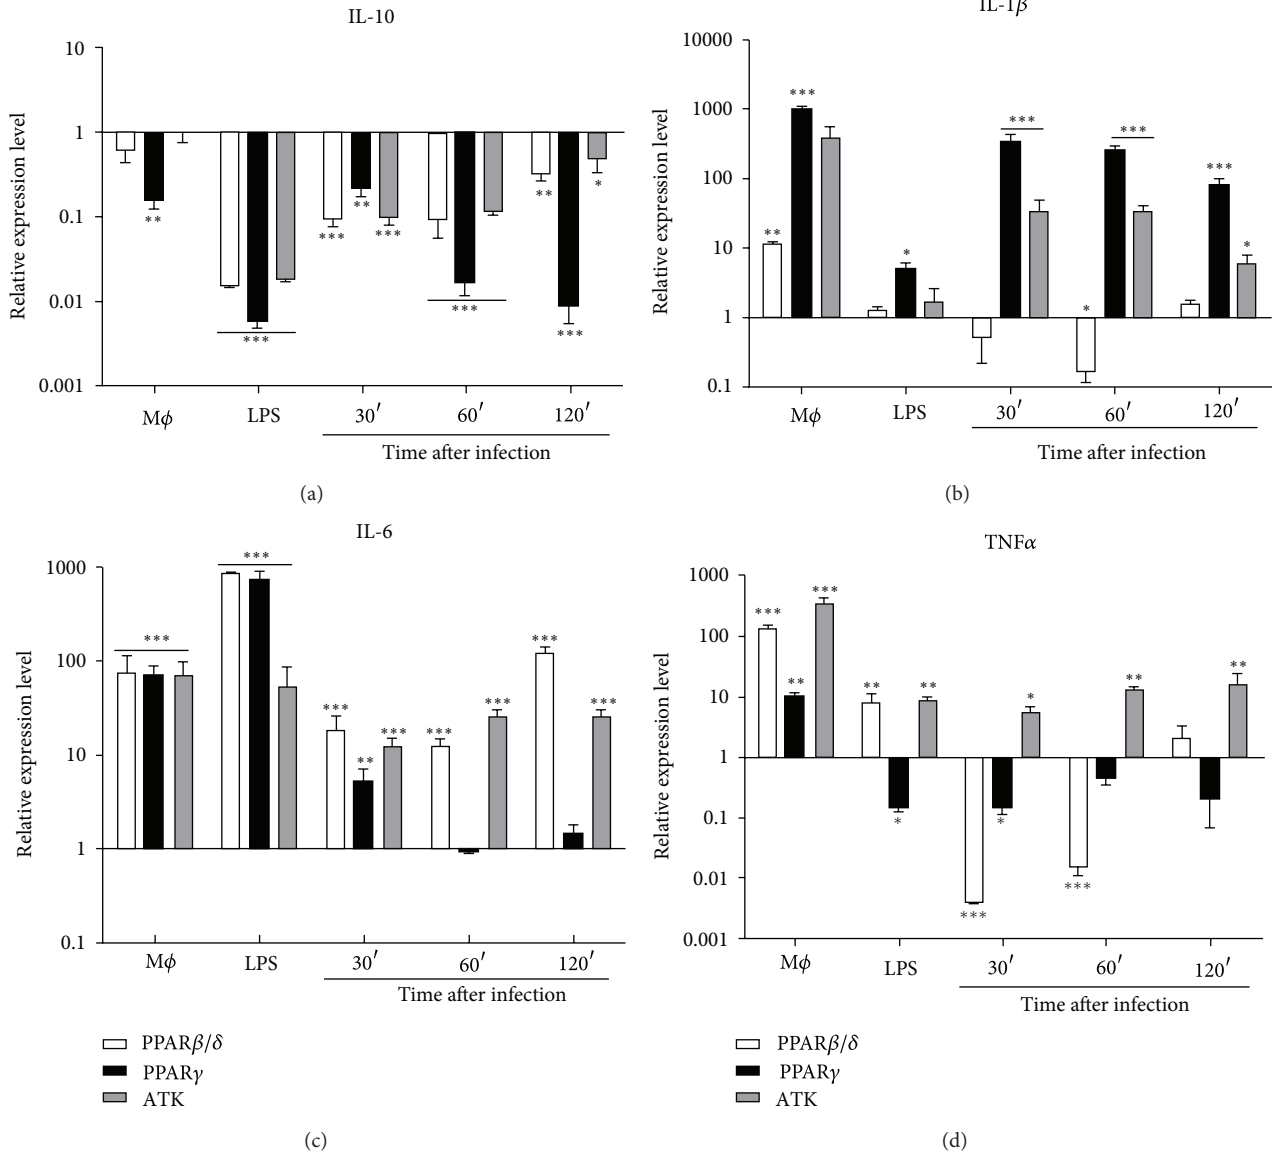 IL-10
Relative expression level
10
1
0.1
0.01
0.001
**
***
***
**
***
***
**
***
*
Mϕ
LPS
30′
60′
120′
Time after infection
(a)
IL-1β
Relative expression level
10000
1000
100
10
1
0.1
**
***
*
***
*
***
***
*
Mϕ
LPS
30′
60′
120′
Time after infection
(b)
IL-6
Relative expression level
1000
100
10
1
0.1
***
***
***
**
***
***
***
***
***
Mϕ
LPS
30′
60′
120′
Time after infection
PPARβ/δ
PPARγ
ATK
(c)
TNFα
Relative expression level
1000
100
10
1
0.1
0.01
0.001
***
**
***
**
*
**
***
*
*
***
**
**
Mϕ
LPS
30′
60′
120′
Time after infection
PPARβ/δ
PPARγ
ATK
(d)